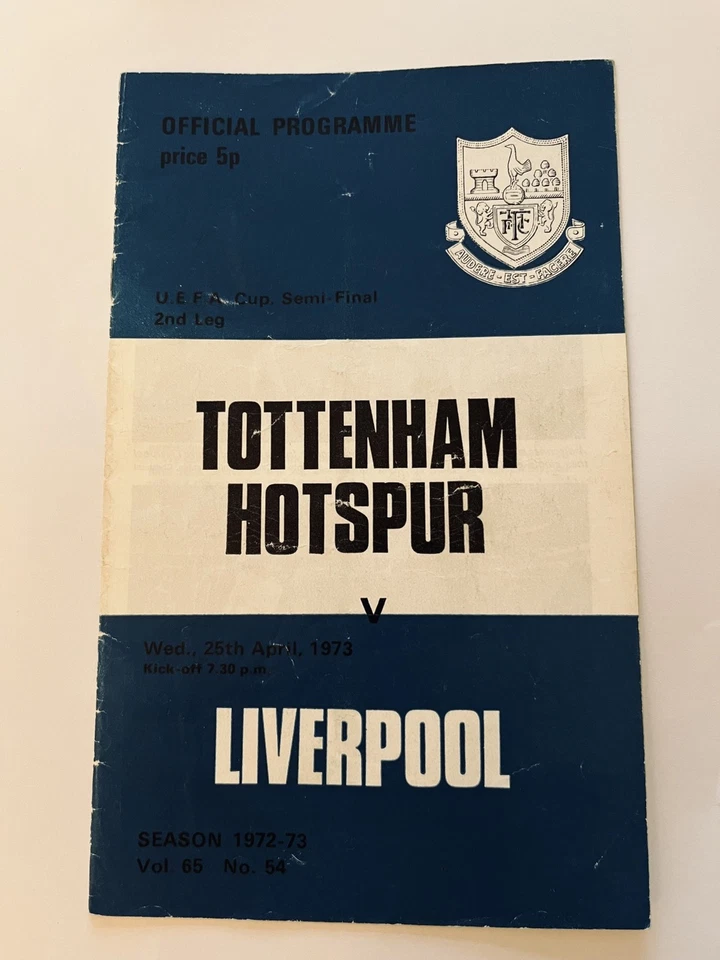 OFFICIAL PROGRAMME
price 5p
THFC
AUDERE - EST - FACERE
U.E.F.A. Cup. Semi-Final
2nd Leg
TOTTENHAM
HOTSPUR
V
Wed., 25th April, 1973
Kick-off 7.30 p.m.
LIVERPOOL
SEASON 1972-73
Vol. 65 No. 54